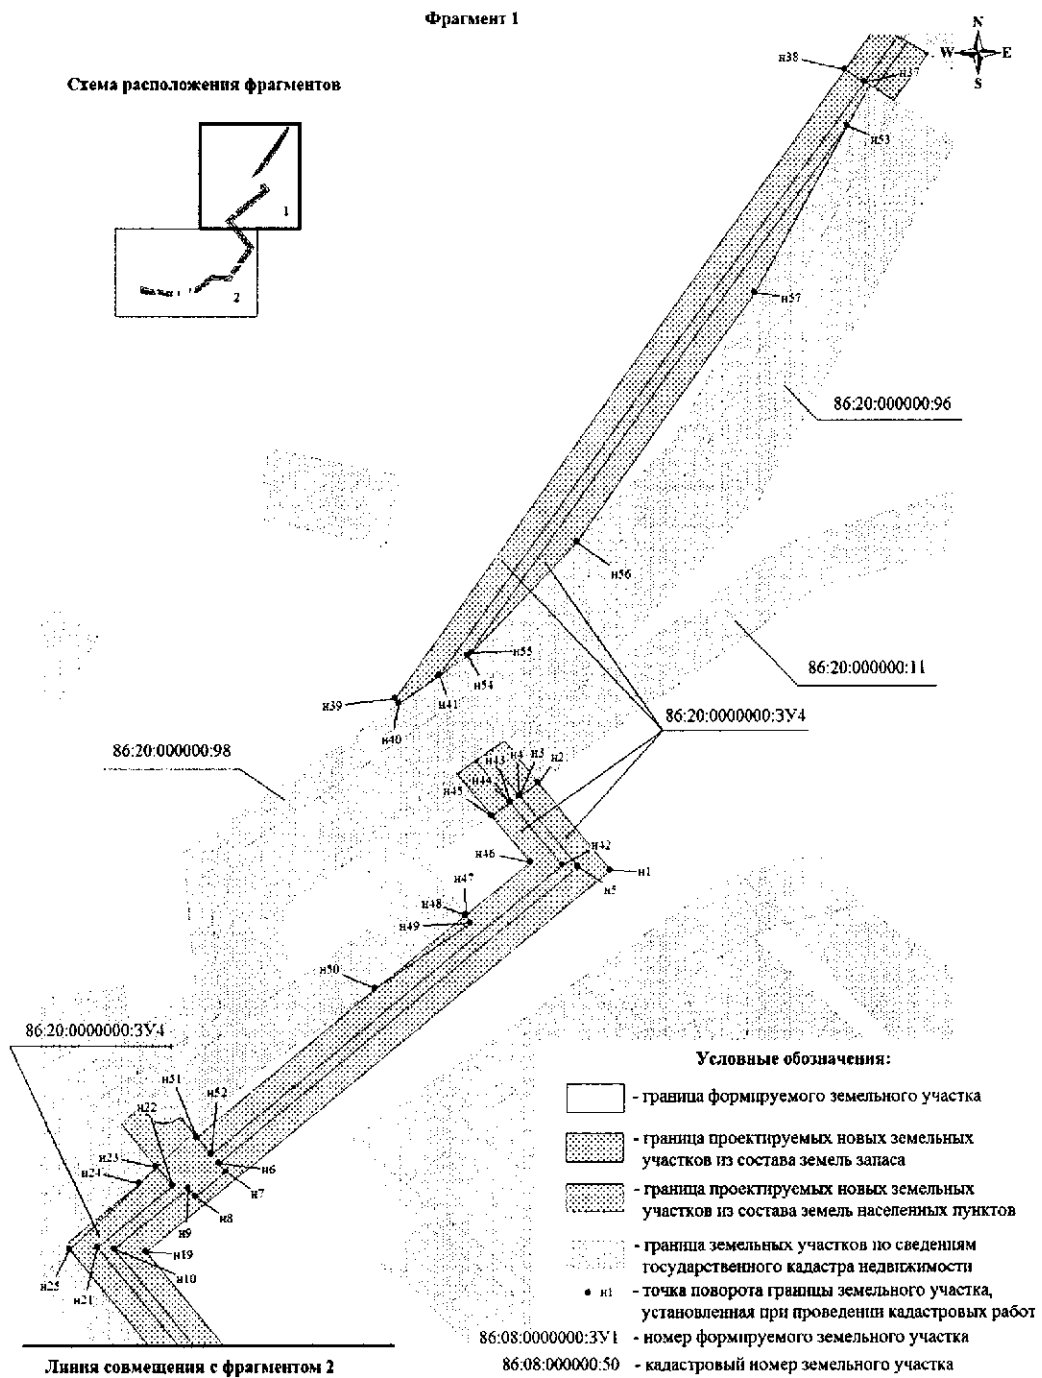 Фрагмент 1
N
W E
S
Схема расположения фрагментов
1
2
н38
н37
н53
н57
86:20:000000:96
н56
н55
н54
86:20:000000:11
н41
н39
н40
86:20:0000000:ЗУ4
86:20:000000:98
н2
н3
н4
н43
н44
н45
н42
н46
н1
н5
н47
н48
н49
н50
86:20:0000000:ЗУ4
н51
н52
н22
н23
н6
н24
н7
н8
н9
н19
н10
н25
н21
Условные обозначения:
- граница формируемого земельного участка
- граница проектируемых новых земельных
участков из состава земель запаса
- граница проектируемых новых земельных
участков из состава земель населенных пунктов
- граница земельных участков по сведениям
государственного кадастра недвижимости
н1 - точка поворота границы земельного участка,
установленная при проведении кадастровых работ
86:08:0000000:ЗУ1 - номер формируемого земельного участка
86:08:000000:50 - кадастровый номер земельного участка
Линия совмещения с фрагментом 2